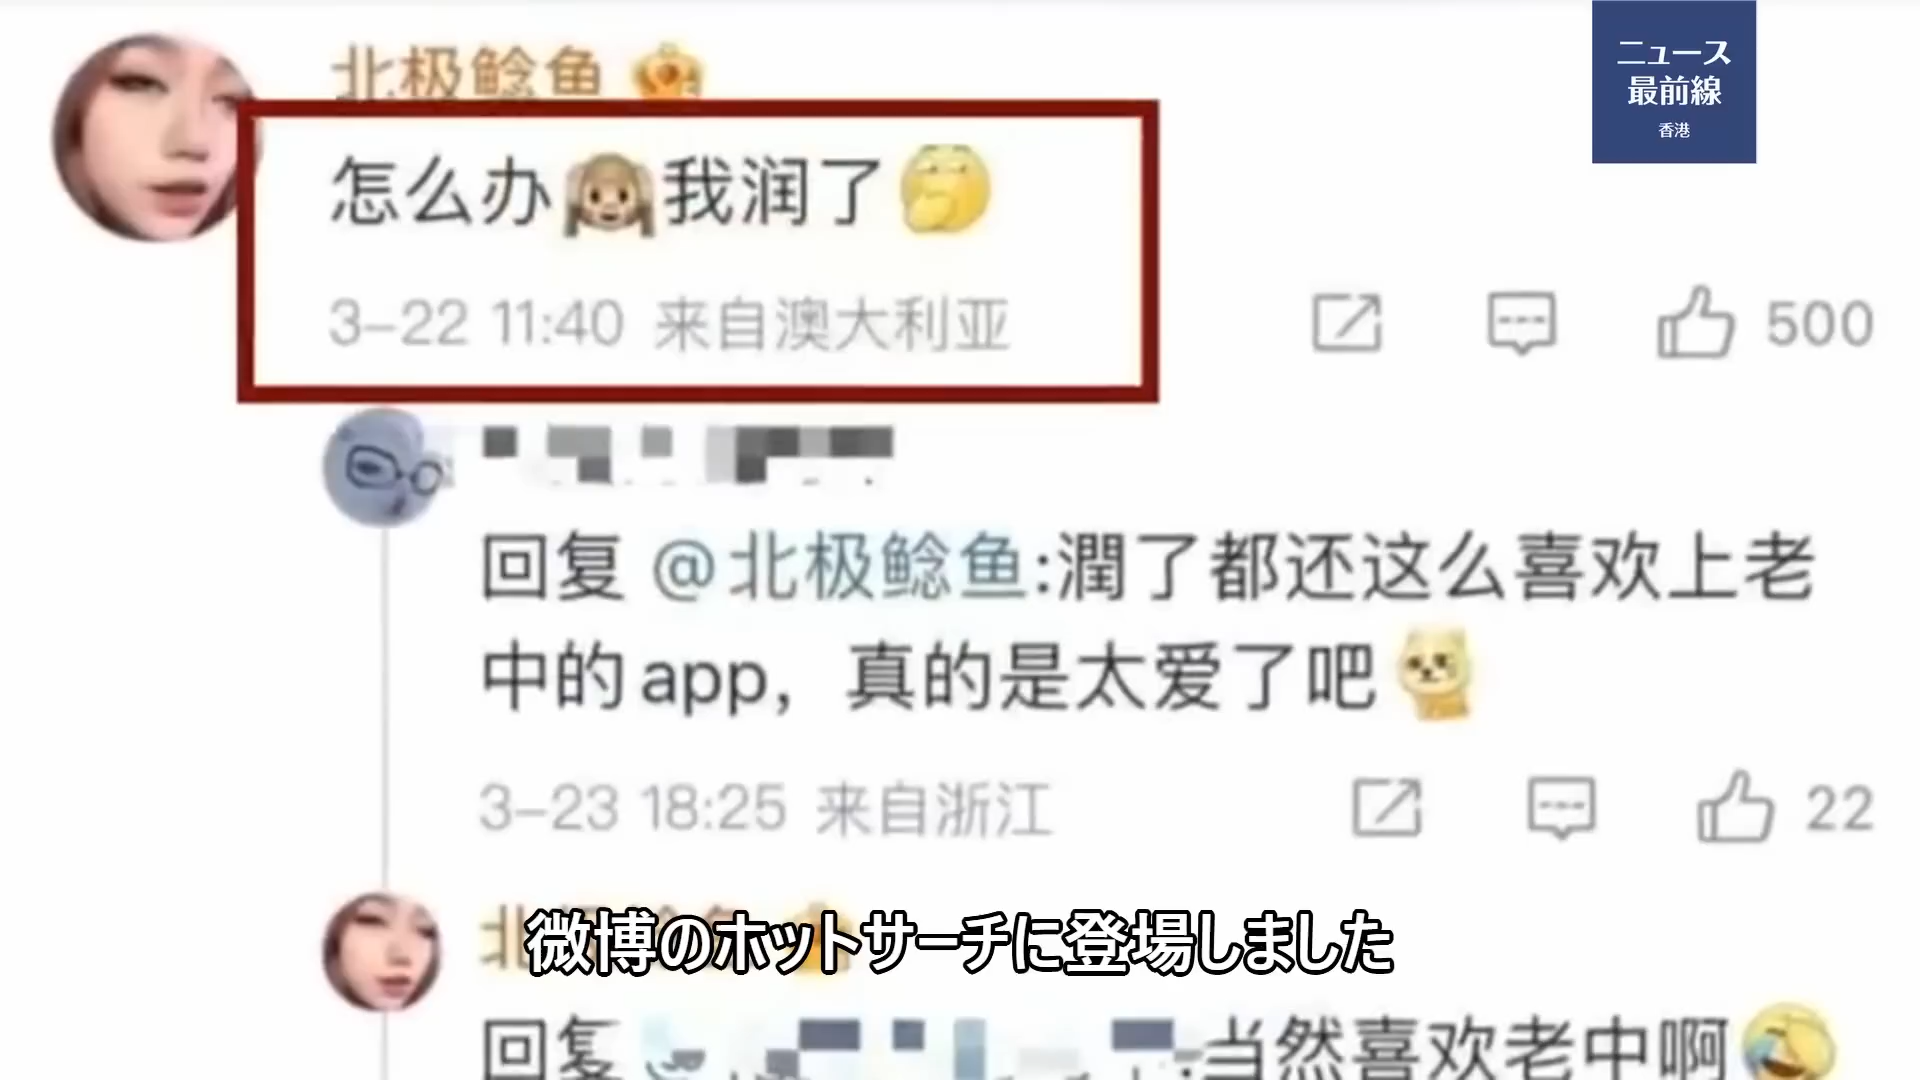 北极鲶鱼
ニュース
最前線
香港
怎么办我润了
3-22 11:40 来自澳大利亚
500
回复 @北极鲶鱼:潤了都还这么喜欢上老
中的app，真的是太爱了吧
3-23 18:25 来自浙江
22
微博のホットサーチに登場しました
回复 :当然喜欢老中啊